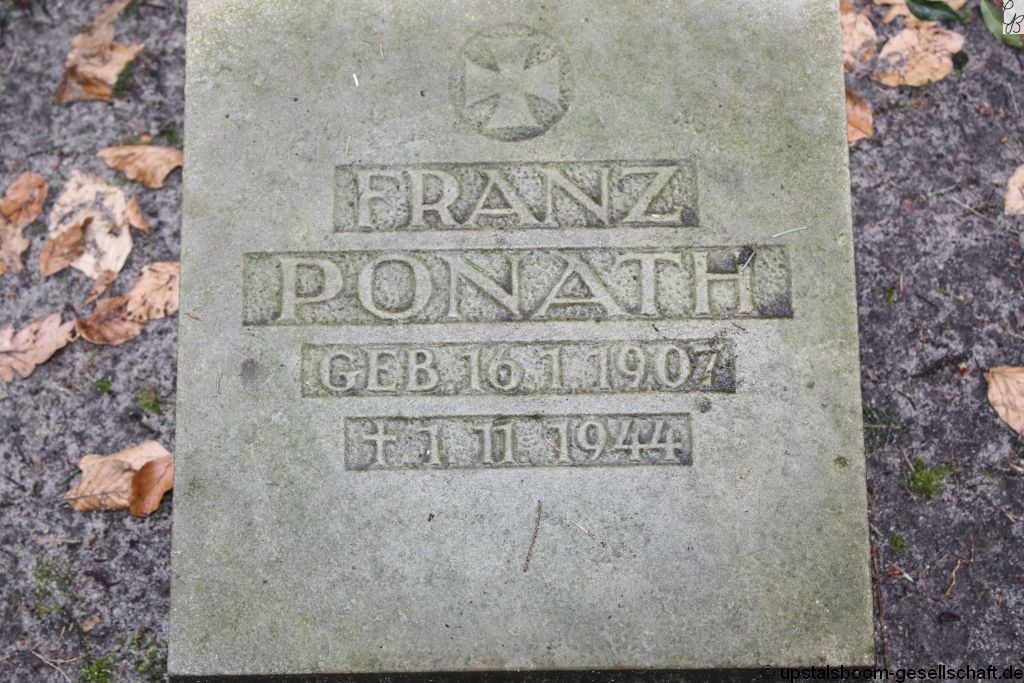 FRANZ
PONATH
GEB. 16.1.1907
† 1.11.1944
© upstalsboom-gesellschaft.de